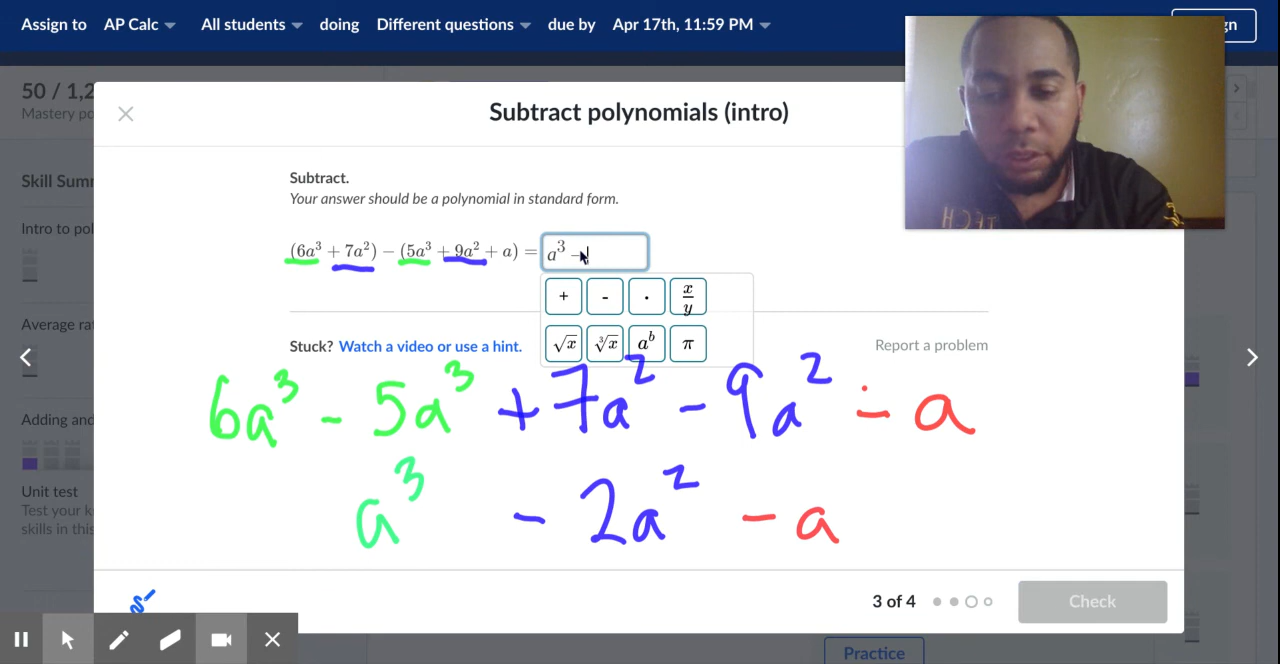 Assign to AP Calc All students doing Different questions due by Apr 17th, 11:59 PM
50 / 1,2
Mastery po
Subtract polynomials (intro)
Skill Sum
Subtract.
Your answer should be a polynomial in standard form.
Intro to pol
(6a³ + 7a²) − (5a³ + 9a² + a) = a³ −
+ - · x/y
Average ra
Stuck? Watch a video or use a hint.
√x ∛x aᵇ π
Report a problem
6a³ - 5a³ + 7a² - 9a² - a
Adding and
a³ - 2a² - a
Unit test
Test your k
skills in this
3 of 4
Check
Practice
TECH